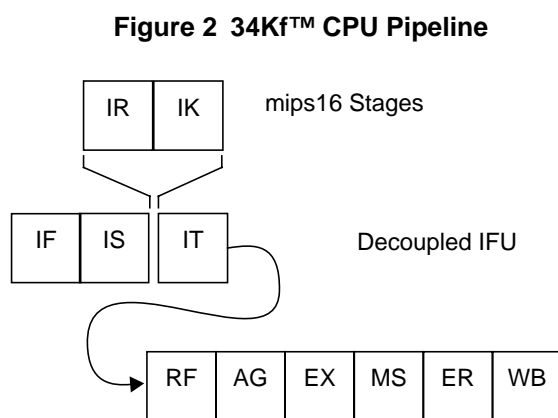 Figure 2 34Kf™ CPU Pipeline
IR IK mips16 Stages
IF IS IT Decoupled IFU
RF AG EX MS ER WB